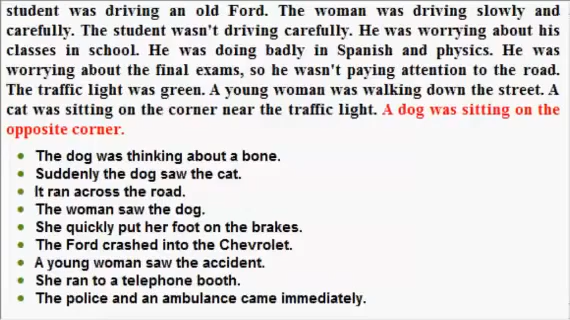 student was driving an old Ford. The woman was driving slowly and
carefully. The student wasn't driving carefully. He was worrying about his
classes in school. He was doing badly in Spanish and physics. He was
worrying about the final exams, so he wasn't paying attention to the road.
The traffic light was green. A young woman was walking down the street. A
cat was sitting on the corner near the traffic light. A dog was sitting on the
opposite corner.
The dog was thinking about a bone.
Suddenly the dog saw the cat.
It ran across the road.
The woman saw the dog.
She quickly put her foot on the brakes.
The Ford crashed into the Chevrolet.
A young woman saw the accident.
She ran to a telephone booth.
The police and an ambulance came immediately.